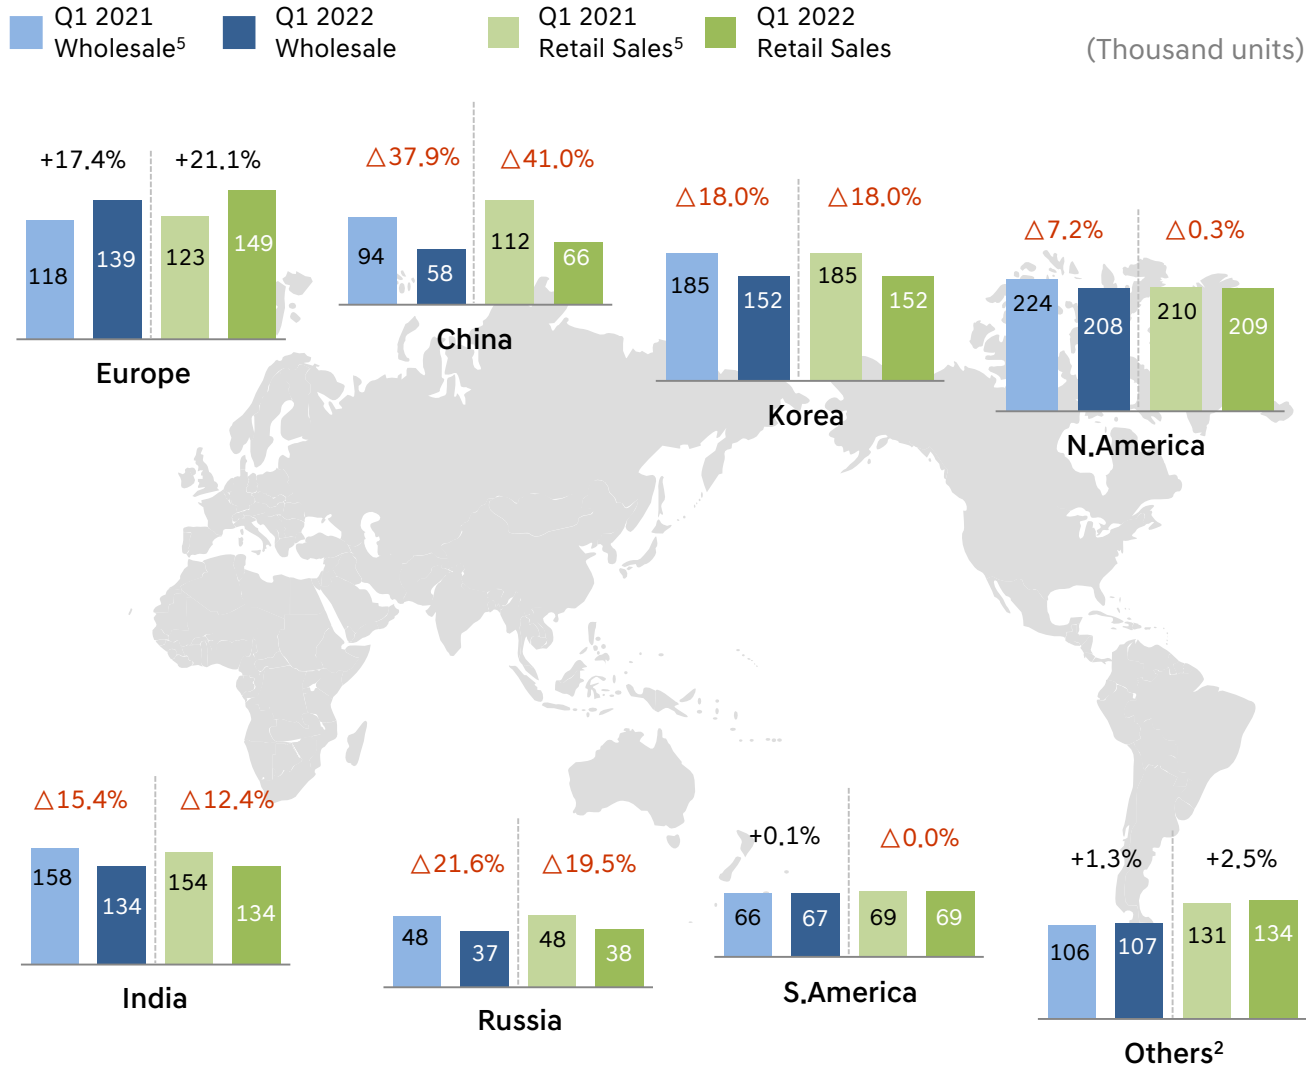 Q1 2021
Wholesale⁵
Q1 2022
Wholesale
Q1 2021
Retail Sales⁵
Q1 2022
Retail Sales
(Thousand units)
+17.4%
+21.1%
118
139
123
149
Europe
△37.9%
△41.0%
94
58
112
66
China
△18.0%
△18.0%
185
152
185
152
Korea
△7.2%
△0.3%
224
208
210
209
N.America
△15.4%
△12.4%
158
134
154
134
India
△21.6%
△19.5%
48
37
48
38
Russia
+0.1%
△0.0%
66
67
69
69
S.America
+1.3%
+2.5%
106
107
131
134
Others²